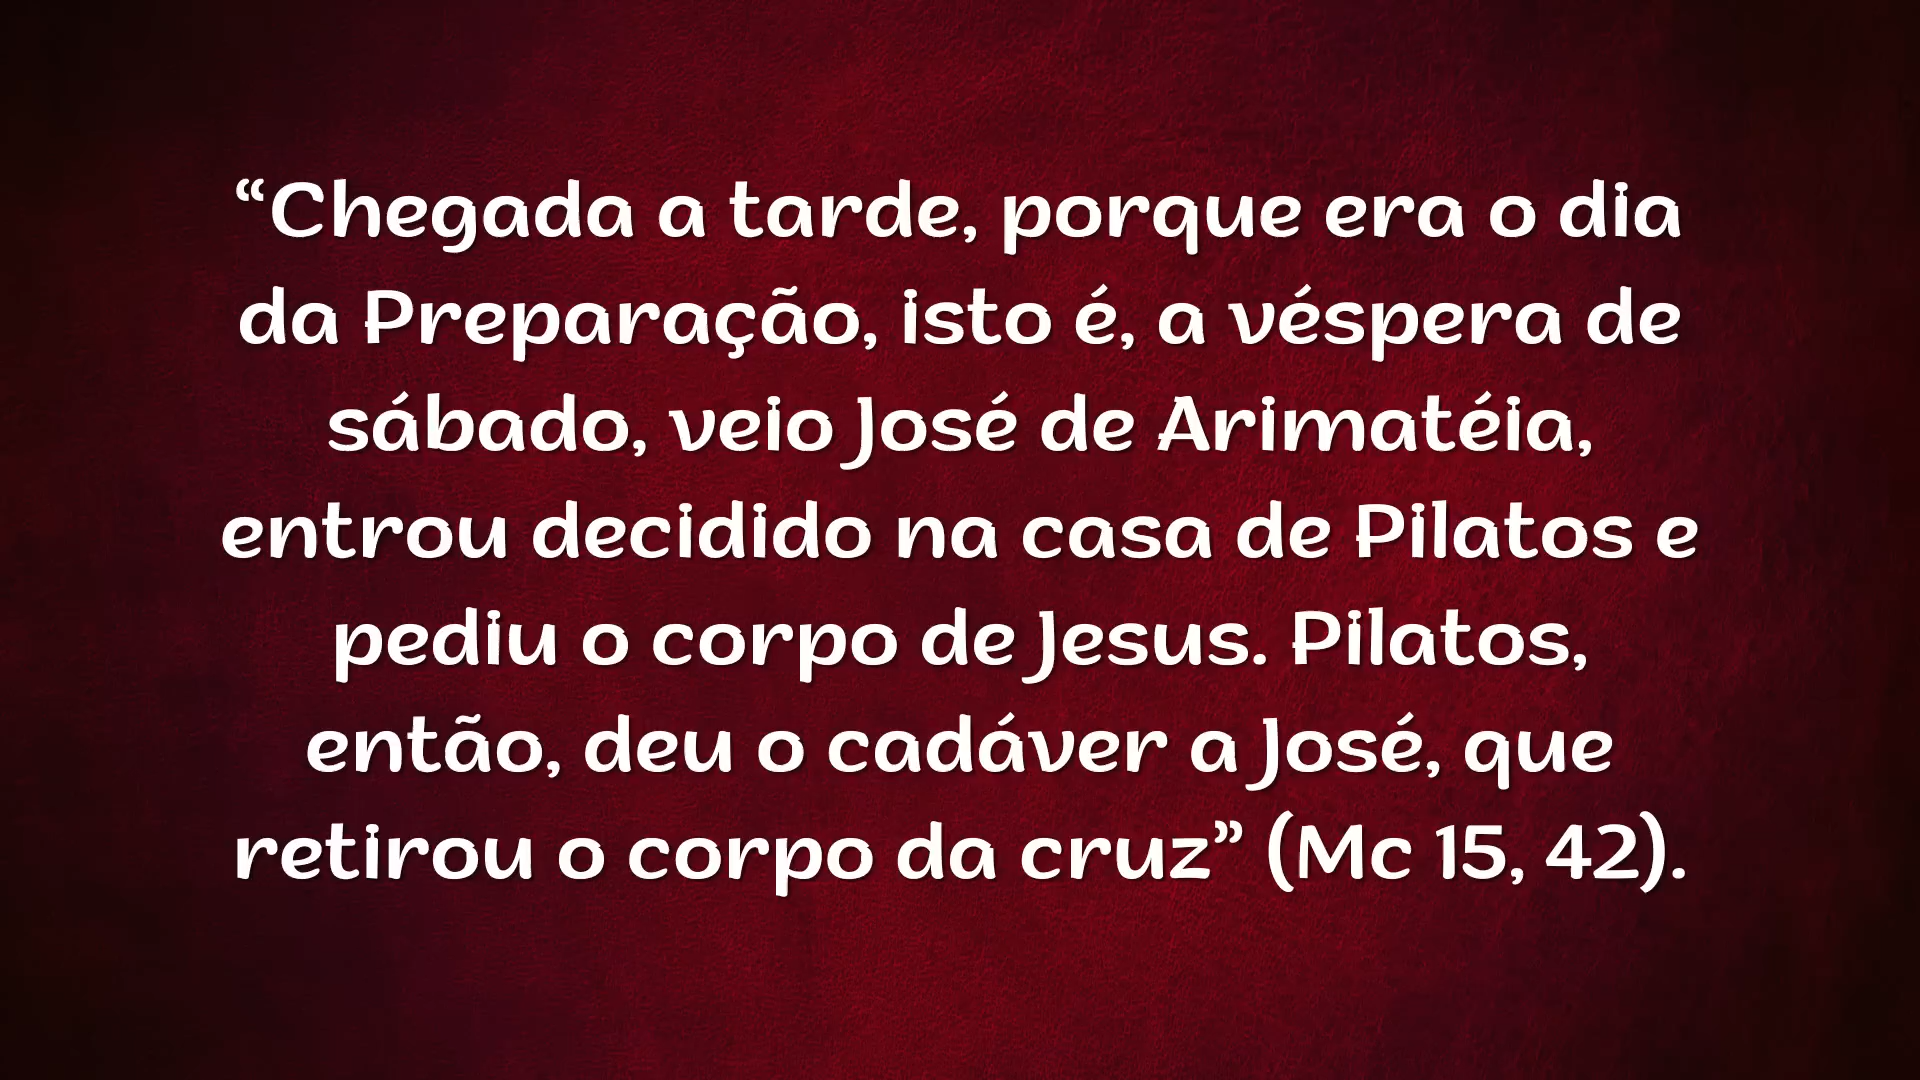 “Chegada a tarde, porque era o dia
da Preparação, isto é, a véspera de
sábado, veio José de Arimatéia,
entrou decidido na casa de Pilatos e
pediu o corpo de Jesus. Pilatos,
então, deu o cadáver a José, que
retirou o corpo da cruz” (Mc 15, 42).